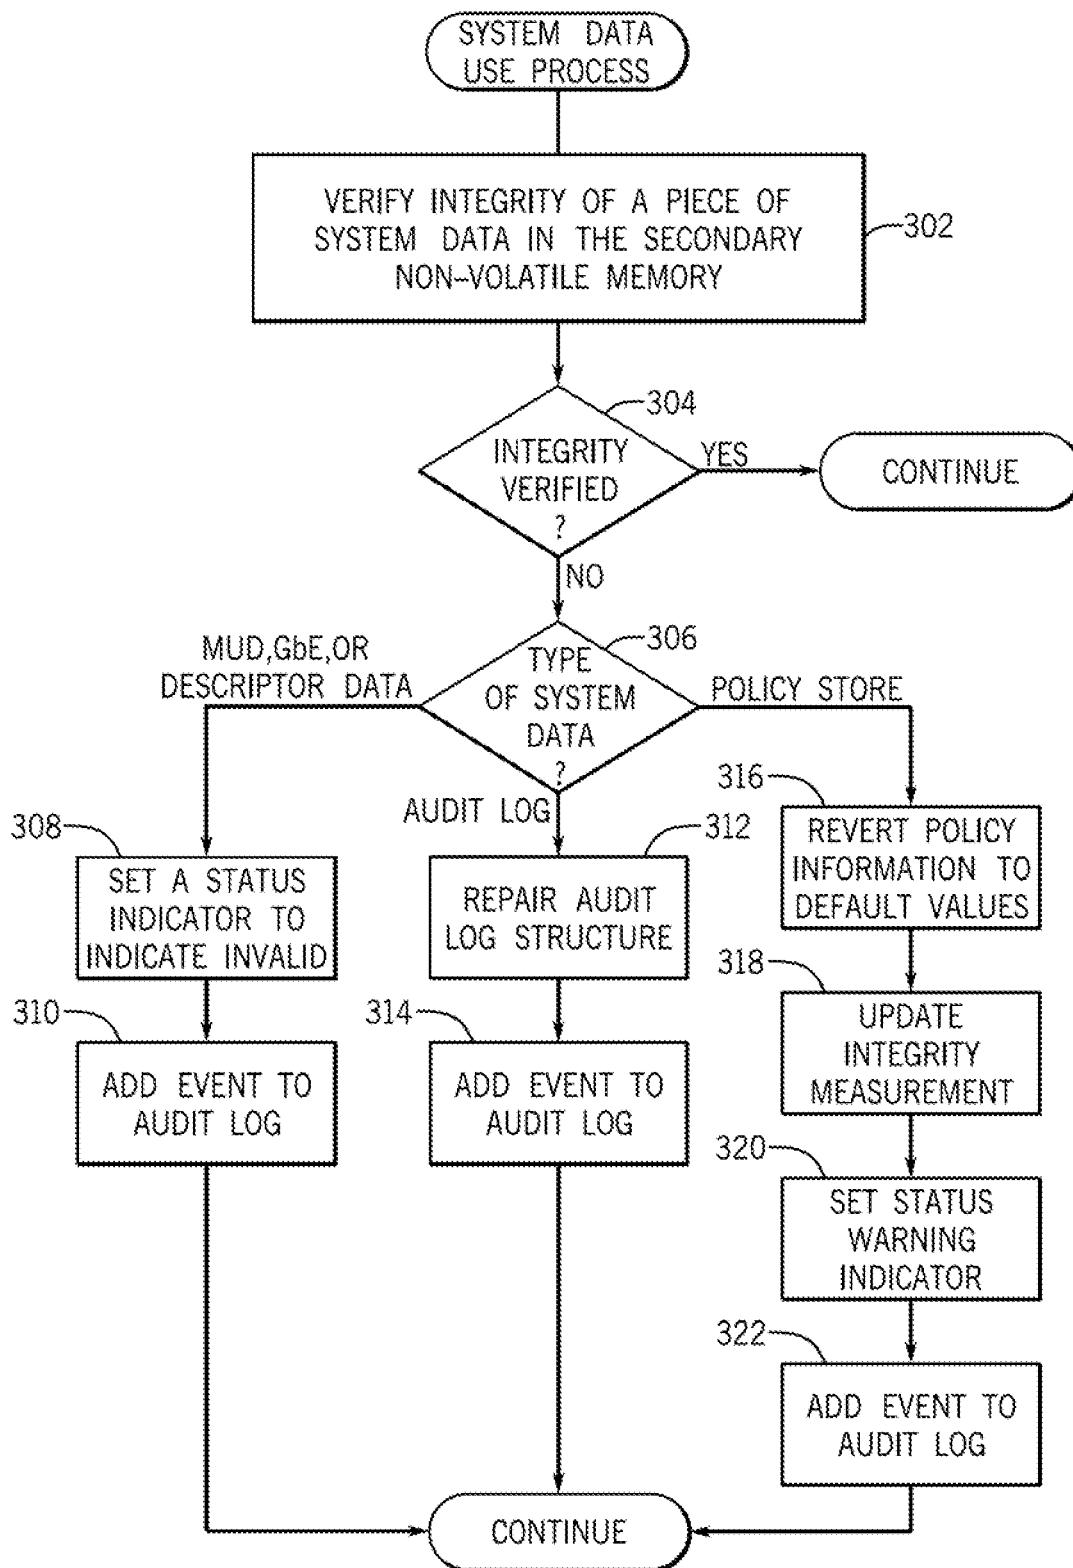 SYSTEM DATA
USE PROCESS
VERIFY INTEGRITY OF A PIECE OF
SYSTEM DATA IN THE SECONDARY
NON-VOLATILE MEMORY
302
304
INTEGRITY
VERIFIED
?
YES
CONTINUE
NO
306
TYPE
OF SYSTEM
DATA
?
MUD,GbE,OR
DESCRIPTOR DATA
POLICY STORE
AUDIT LOG
308
SET A STATUS
INDICATOR TO
INDICATE INVALID
310
ADD EVENT TO
AUDIT LOG
312
REPAIR AUDIT
LOG STRUCTURE
314
ADD EVENT TO
AUDIT LOG
316
REVERT POLICY
INFORMATION TO
DEFAULT VALUES
318
UPDATE
INTEGRITY
MEASUREMENT
320
SET STATUS
WARNING
INDICATOR
322
ADD EVENT TO
AUDIT LOG
CONTINUE